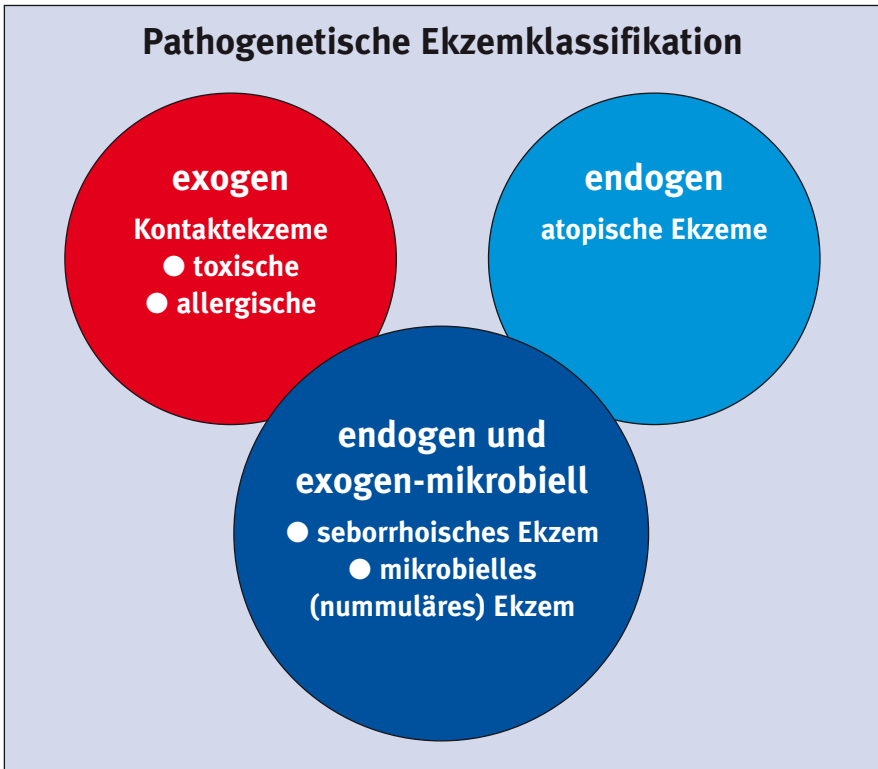 Pathogenetische Ekzemklassifikation
exogen
Kontaktekzeme
● toxische
● allergische
endogen
atopische Ekzeme
endogen und
exogen-mikrobiell
● seborrhoisches Ekzem
● mikrobielles
(nummuläres) Ekzem